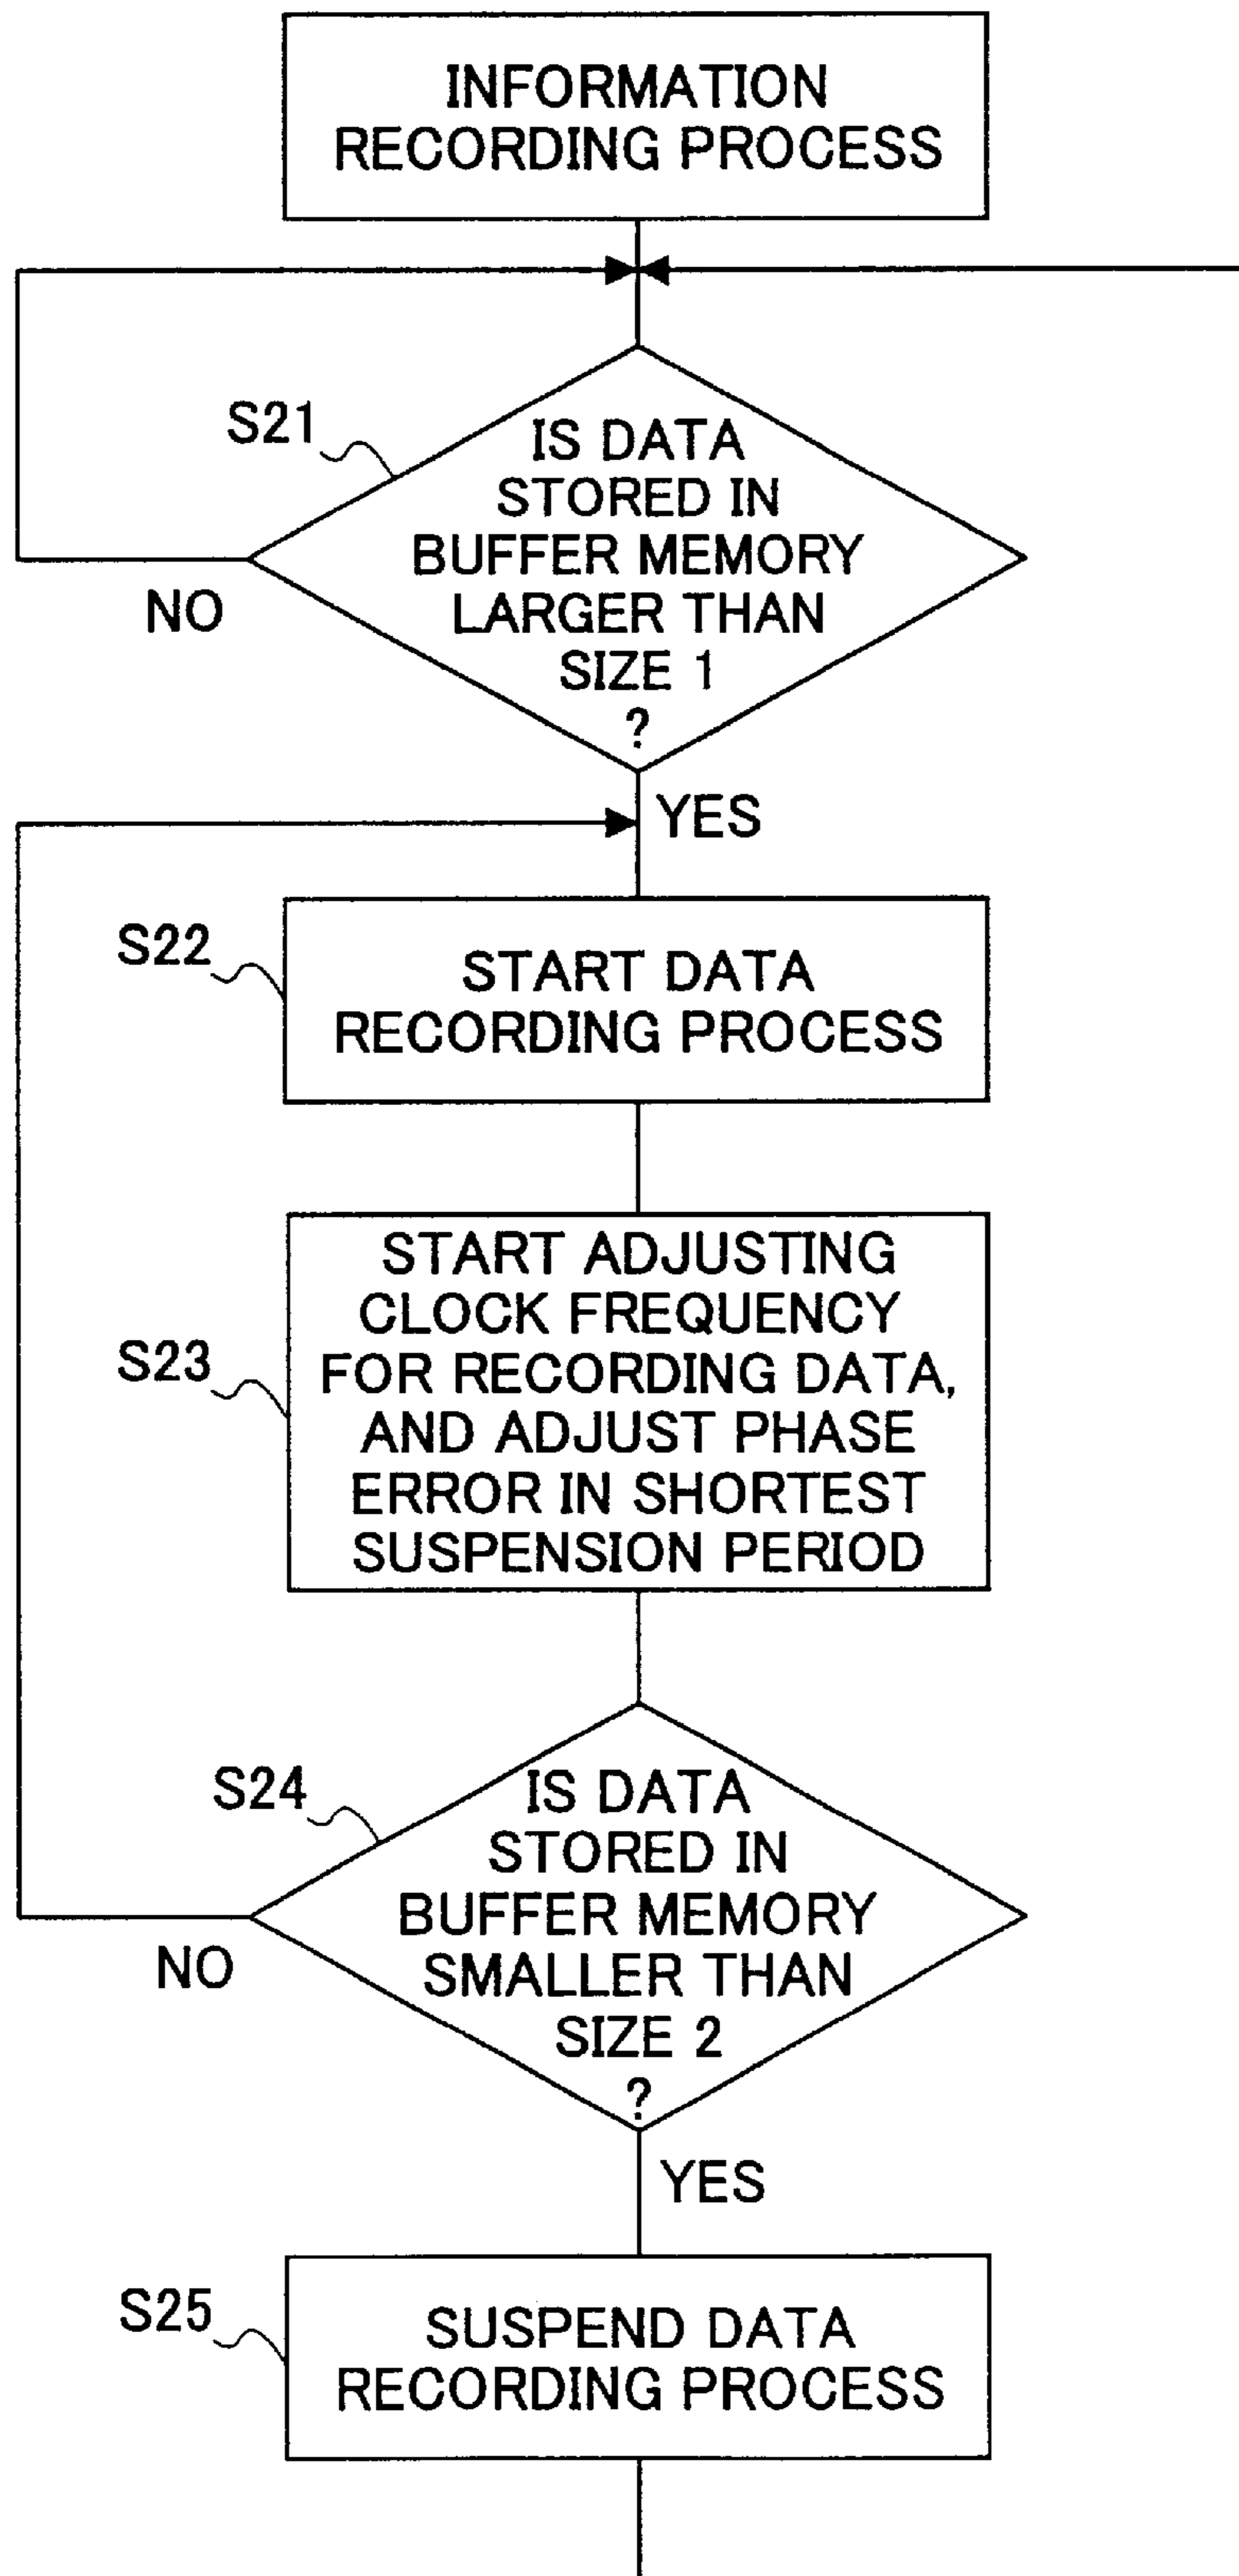 INFORMATION
RECORDING PROCESS
S21
IS DATA
STORED IN
BUFFER MEMORY
LARGER THAN
SIZE 1
?
NO
YES
S22
START DATA
RECORDING PROCESS
S23
START ADJUSTING
CLOCK FREQUENCY
FOR RECORDING DATA,
AND ADJUST PHASE
ERROR IN SHORTEST
SUSPENSION PERIOD
S24
IS DATA
STORED IN
BUFFER MEMORY
SMALLER THAN
SIZE 2
?
NO
YES
S25
SUSPEND DATA
RECORDING PROCESS